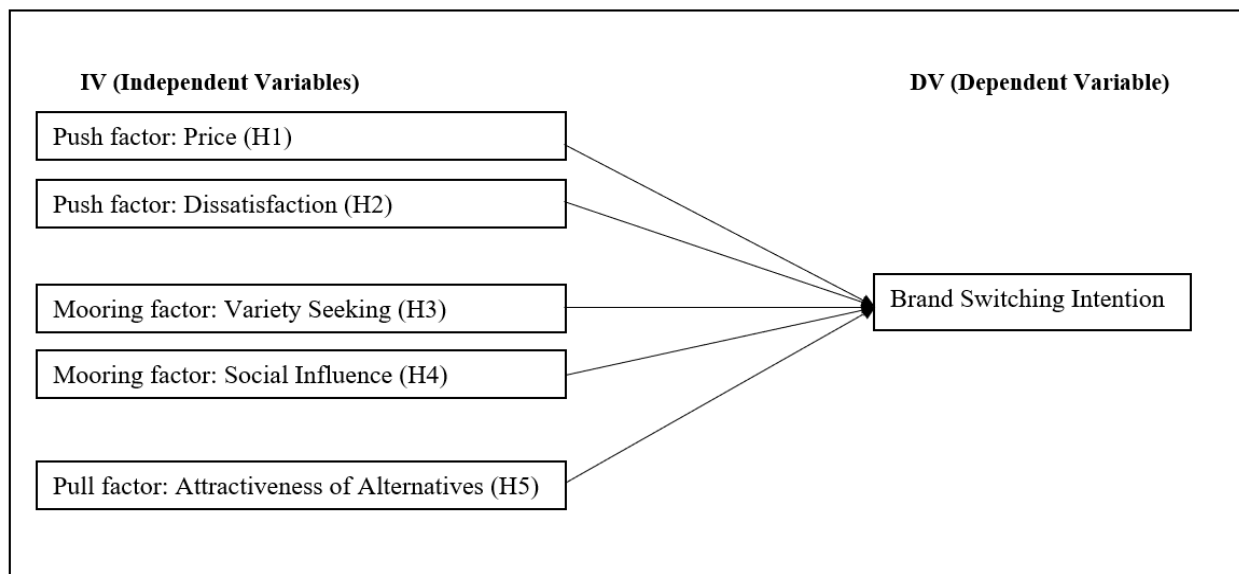 IV (Independent Variables)
DV (Dependent Variable)
Push factor: Price (H1)
Push factor: Dissatisfaction (H2)
Mooring factor: Variety Seeking (H3)
Brand Switching Intention
Mooring factor: Social Influence (H4)
Pull factor: Attractiveness of Alternatives (H5)